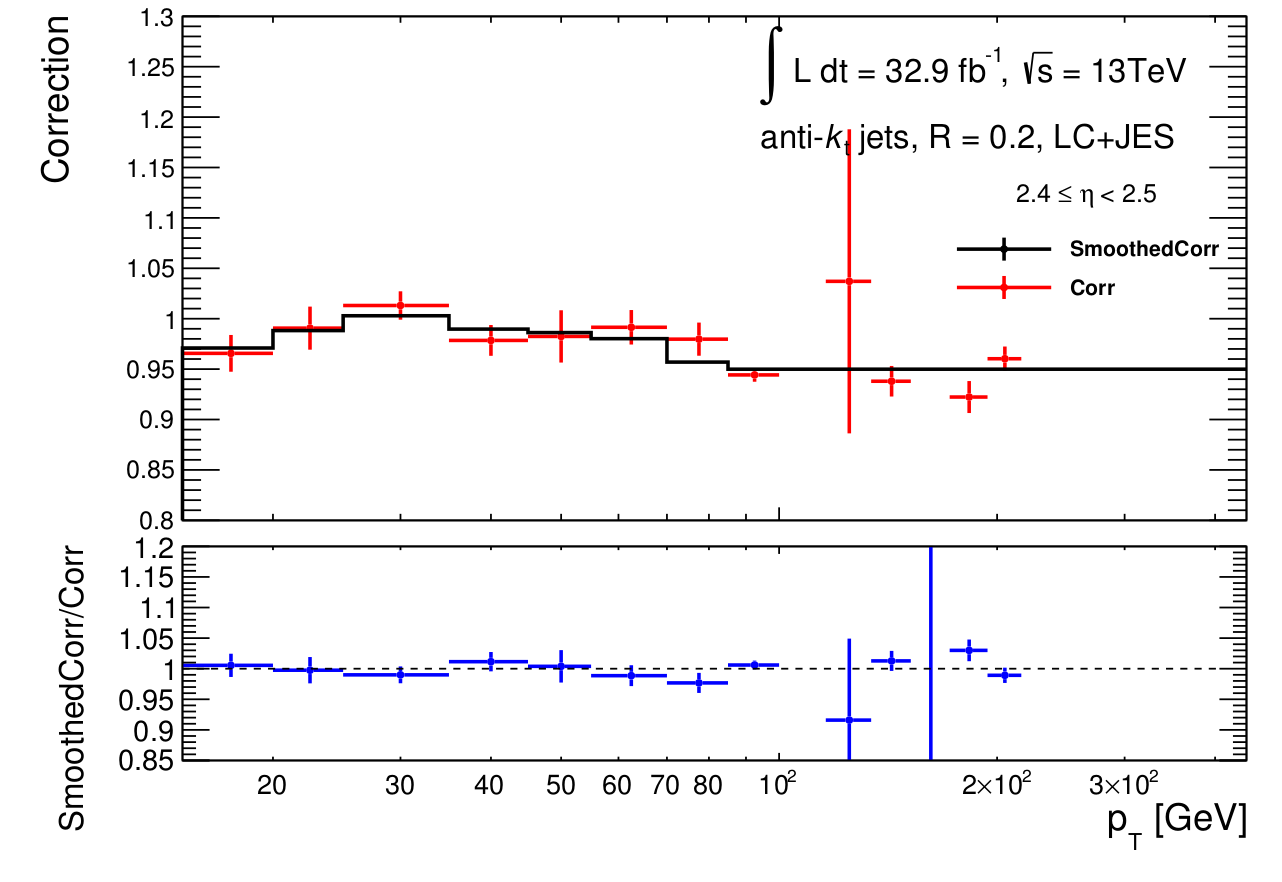 Correction
1.3
1.25
1.2
1.15
1.1
1.05
1
0.95
0.9
0.85
0.8
∫ L dt = 32.9 fb⁻¹, √s = 13TeV
anti-kₜ jets, R = 0.2, LC+JES
2.4 ≤ η < 2.5
SmoothedCorr
Corr
SmoothedCorr/Corr
1.2
1.15
1.1
1.05
1
0.95
0.9
0.85
20 30 40 50 60 70 80 10² 2×10² 3×10²
p_T [GeV]